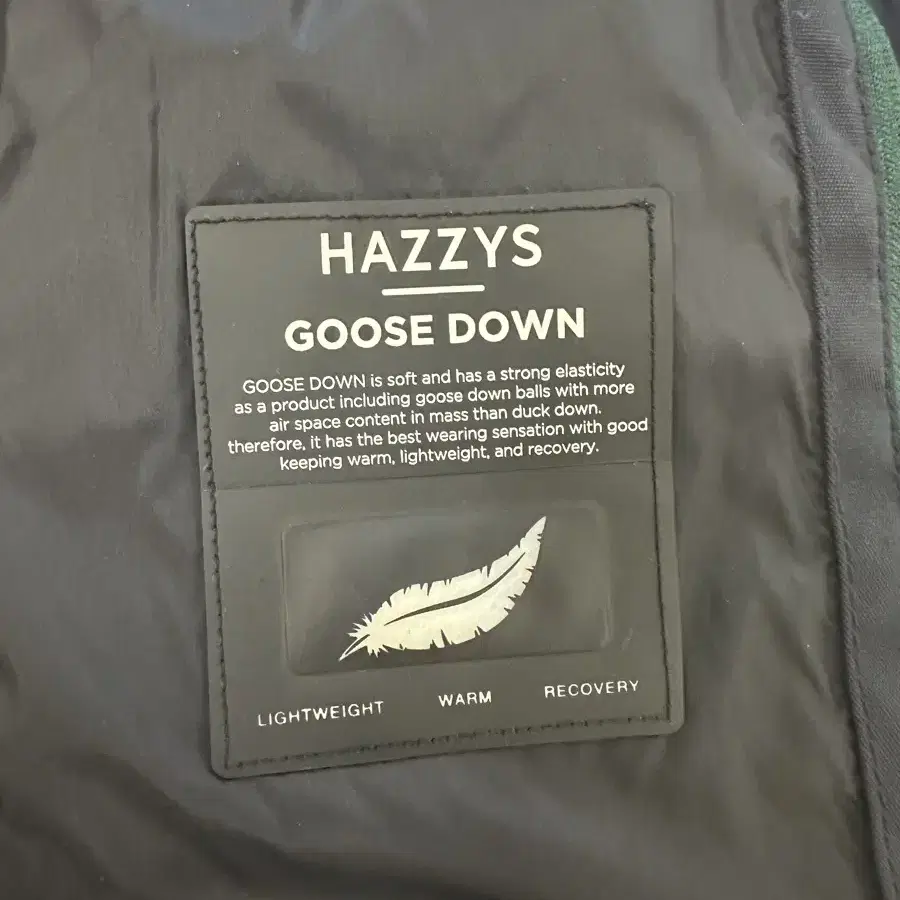 HAZZYS
GOOSE DOWN
GOOSE DOWN is soft and has a strong elasticity
as a product including goose down balls with more
air space content in mass than duck down.
therefore, it has the best wearing sensation with good
keeping warm, lightweight, and recovery.
LIGHTWEIGHT WARM RECOVERY